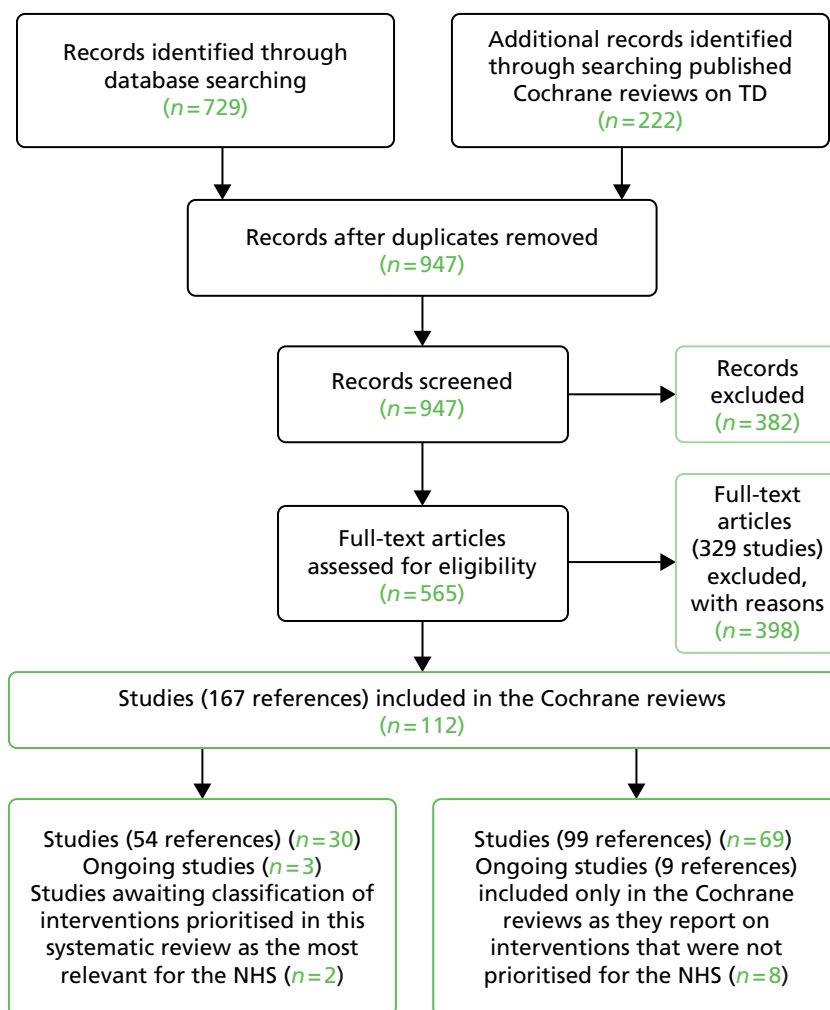 Records identified through
database searching
(n=729)
Additional records identified
through searching published
Cochrane reviews on TD
(n=222)
Records after duplicates removed
(n=947)
Records screened
(n=947)
Records
excluded
(n=382)
Full-text articles
assessed for eligibility
(n=565)
Full-text
articles
(329 studies)
excluded,
with reasons
(n=398)
Studies (167 references) included in the Cochrane reviews
(n=112)
Studies (54 references) (n=30)
Ongoing studies (n=3)
Studies awaiting classification of
interventions prioritised in this
systematic review as the most
relevant for the NHS (n=2)
Studies (99 references) (n=69)
Ongoing studies (9 references)
included only in the Cochrane
reviews as they report on
interventions that were not
prioritised for the NHS (n=8)